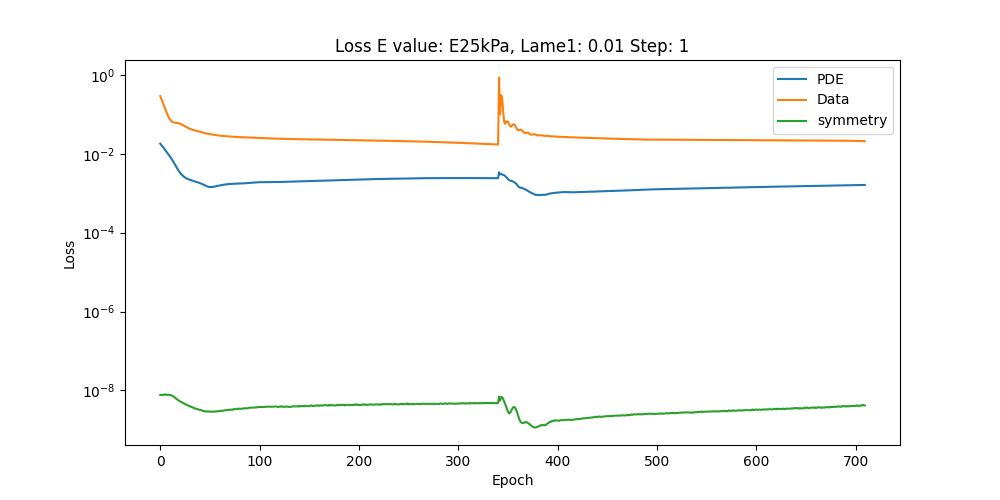 Loss E value: E25kPa, Lame1: 0.01 Step: 1
PDE
Data
symmetry
10⁰
10⁻²
10⁻⁴
10⁻⁶
10⁻⁸
Loss
0 100 200 300 400 500 600 700
Epoch